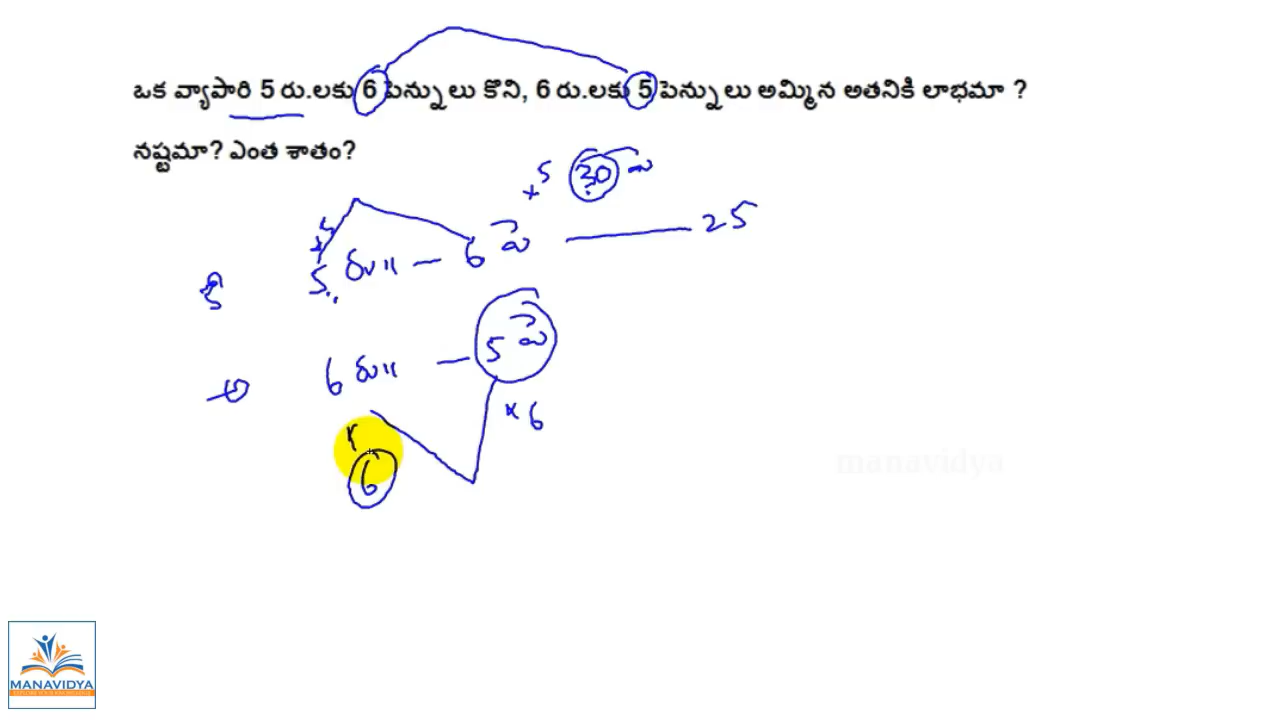 ఒక వ్యాపారి 5 రు.లకు 6 పెన్నులు కొని, 6 రు.లకు 5 పెన్నులు అమ్మిన అతనికి లాభమా ?
నష్టమా? ఎంత శాతం?
×5 30 పె
×5
5 రు॥ — 6 పె — 25
6 రు॥ — 5 పె
అ
× 6
×
6
manavidya
MANAVIDYA